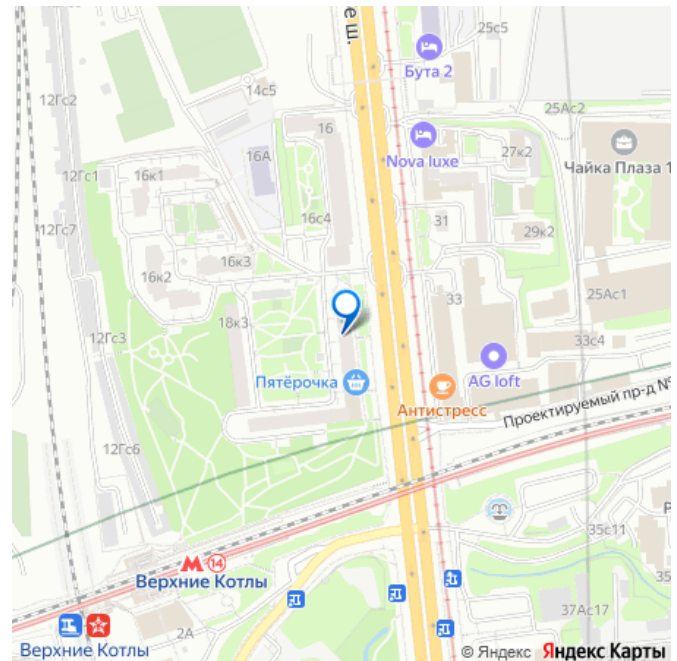 е ш.
25с5
Бута 2
12Гс2
14с5
25Ас2
16
Nova luxe
27к2
Чайка Плаза 1
16А
12Гс1
16к1
16с4
31
29к2
12Гс7
16к3
16к2
33
25Ас1
18к3
12Гс3
33с4
Пятёрочка
AG loft
Антистресс
Проектируемый пр-д №
12Гс6
35с11
Р
14
Верхние Котлы
35
37Ас17
2А
Верхние Котлы
© Яндекс Яндекс Карты